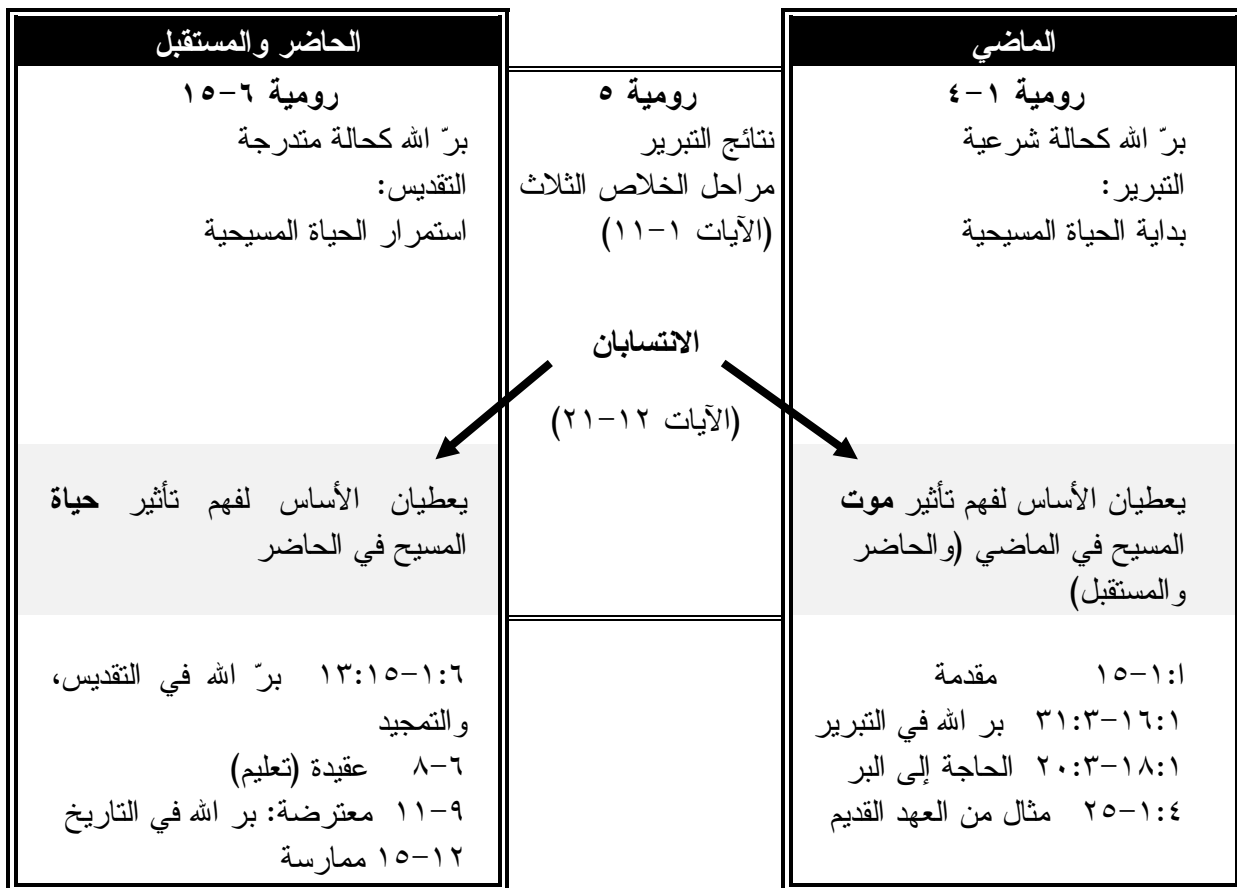 الماضي
رومية ١-٤
برّ الله كحالة شرعية
التبرير:
بداية الحياة المسيحية
يعطيان الأساس لفهم تأثير موت
المسيح في الماضي (والحاضر
والمستقبل)
ا:١-١٥ مقدمة
١٦:١-٣١:٣ بر الله في التبرير
١٨:١-٢٠:٣ الحاجة إلى البر
١:٤-٢٥ مثال من العهد القديم
رومية ٥
نتائج التبرير
مراحل الخلاص الثلاث
(الآيات ١-١١)
الانتسابان
(الآيات ١٢-٢١)
الحاضر والمستقبل
رومية ٦-١٥
برّ الله كحالة متدرجة
التقديس:
استمرار الحياة المسيحية
يعطيان الأساس لفهم تأثير حياة
المسيح في الحاضر
١:٦-١٣:١٥ برّ الله في التقديس،
والتمجيد
٦-٨ عقيدة (تعليم)
٩-١١ معترضة: بر الله في التاريخ
١٢-١٥ ممارسة